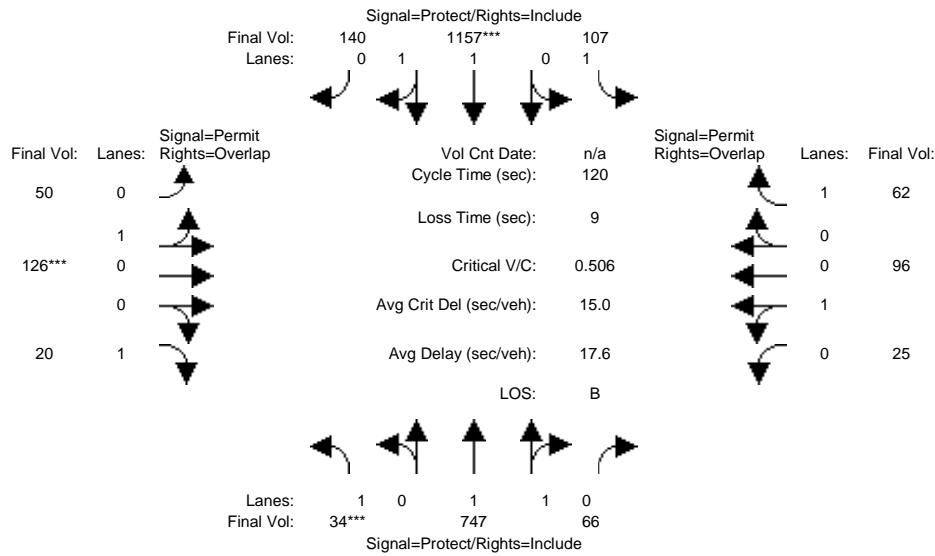 Signal=Protect/Rights=Include
Final Vol: 140 1157*** 107
Lanes: 0 1 1 0 1
Signal=Permit Signal=Permit
Final Vol: Lanes: Rights=Overlap Vol Cnt Date: n/a Rights=Overlap Lanes: Final Vol:
Cycle Time (sec): 120
50 0 1 62
Loss Time (sec): 9
1 0
126*** 0 Critical V/C: 0.506 0 96
0 Avg Crit Del (sec/veh): 15.0 1
20 1 Avg Delay (sec/veh): 17.6 0 25
LOS: B
Lanes: 1 0 1 1 0
Final Vol: 34*** 747 66
Signal=Protect/Rights=Include